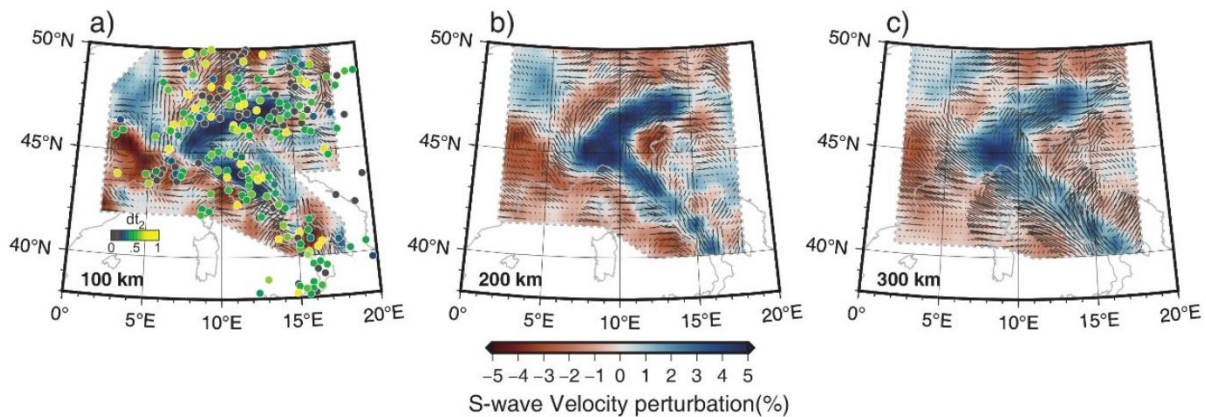 a)
b)
c)
50°N
45°N
40°N
df2
0 .5 1
100 km
0° 5°E 10°E 15°E 20°E
50°N
45°N
40°N
200 km
0° 5°E 10°E 15°E 20°E
50°N
45°N
40°N
300 km
0° 5°E 10°E 15°E 20°E
−5 −4 −3 −2 −1 0 1 2 3 4 5
S-wave Velocity perturbation(%)